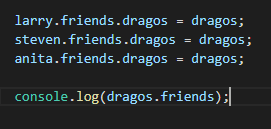 larry.friends.dragos = dragos;
steven.friends.dragos = dragos;
anita.friends.dragos = dragos;
console.log(dragos.friends);